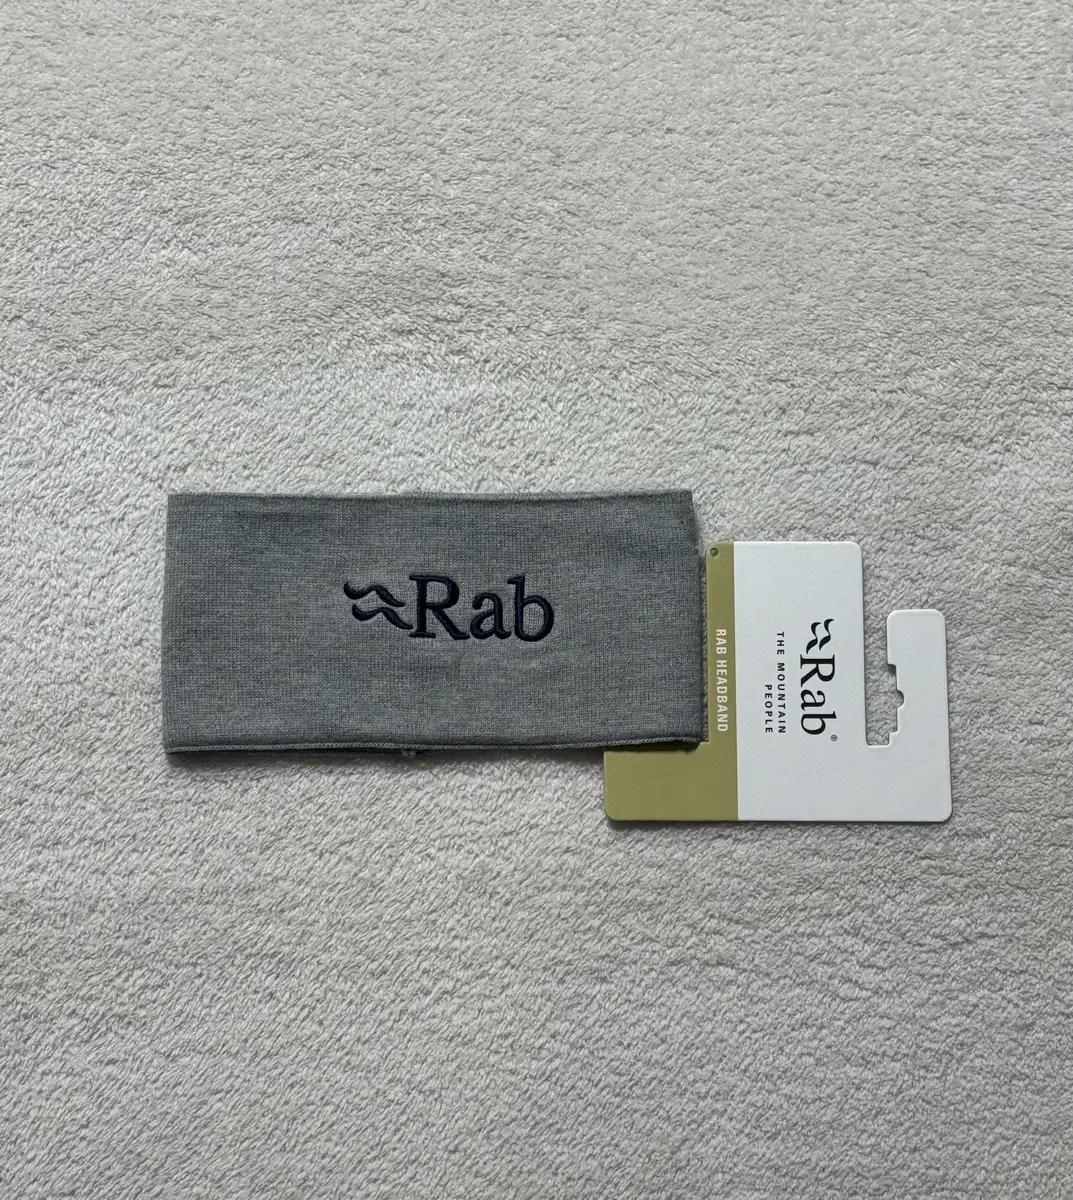 Rab
RAB HEADBAND
Rab®
THE MOUNTAIN
PEOPLE